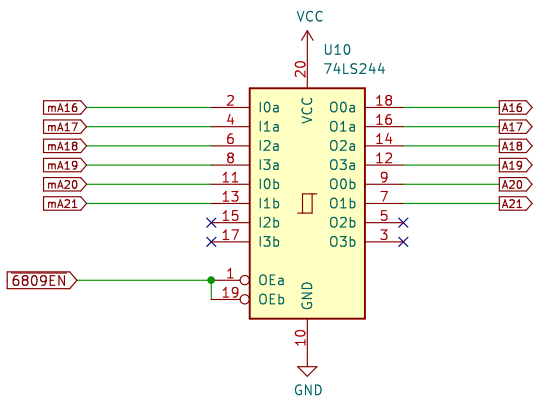 VCC
U10
74LS244
20
VCC
mA16 2 I0a O0a 18 A16
mA17 4 I1a O1a 16 A17
mA18 6 I2a O2a 14 A18
mA19 8 I3a O3a 12 A19
mA20 11 I0b O0b 9 A20
mA21 13 I1b O1b 7 A21
15 I2b O2b 5
17 I3b O3b 3
6809EN 1 OEa
19 OEb
GND
10
GND